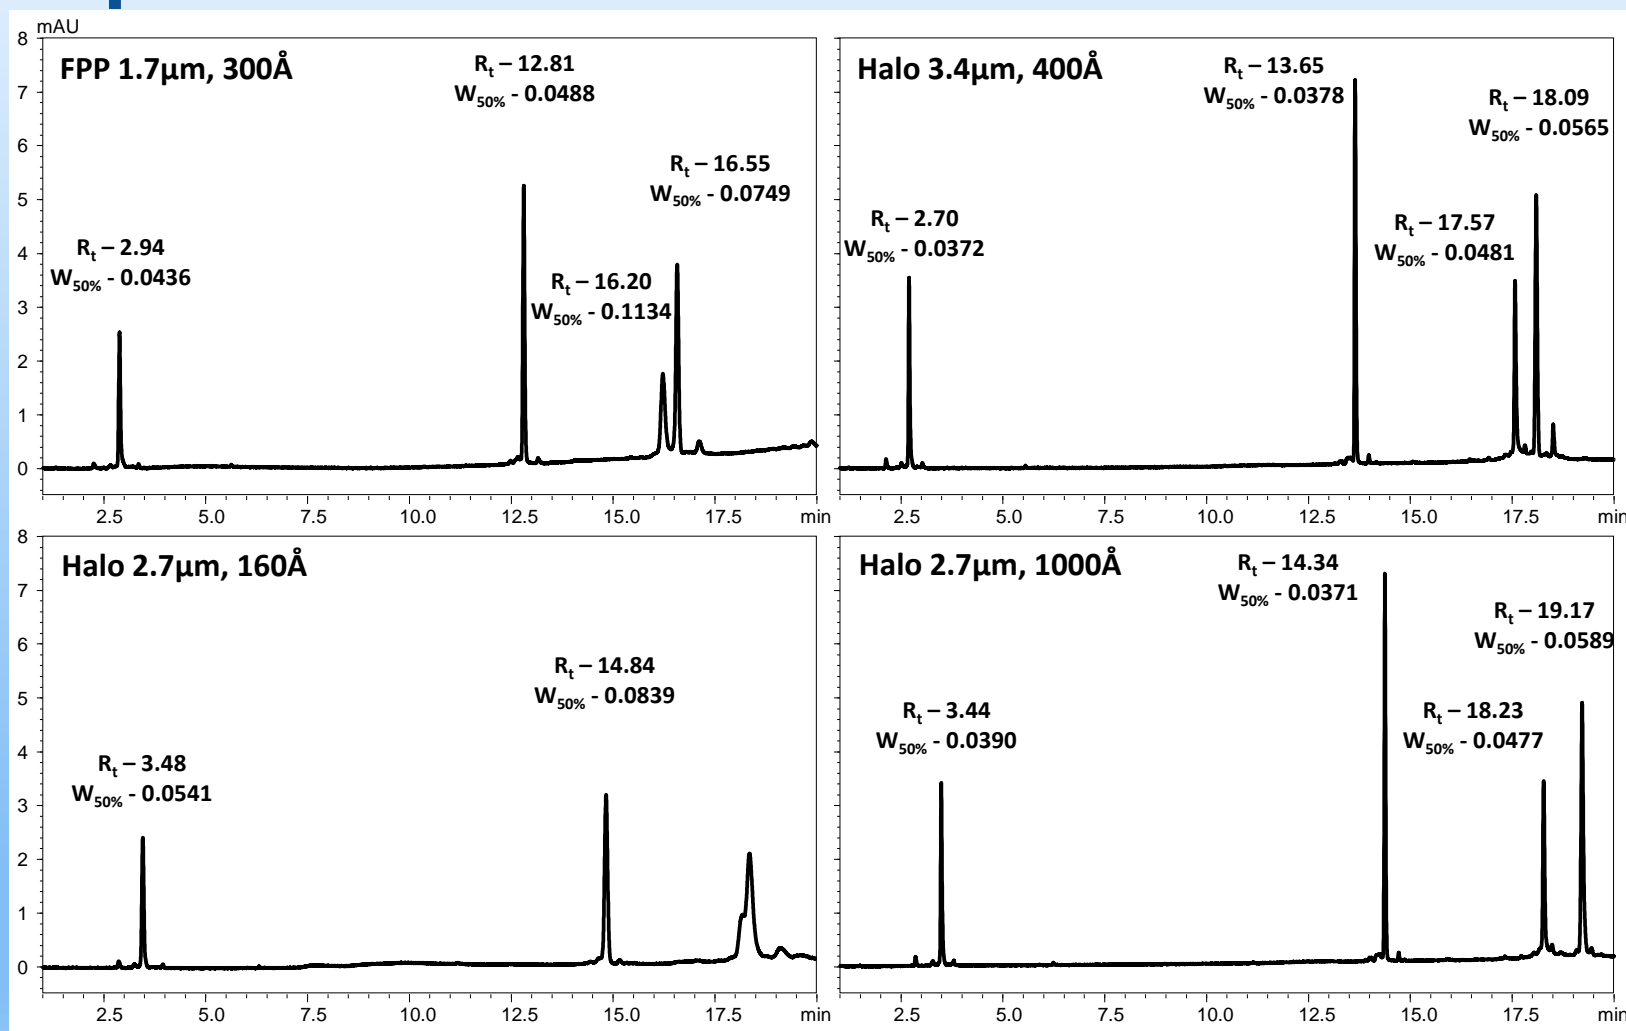 mAU
8
7
6
5
4
3
2
1
0
FPP 1.7µm, 300Å
Rt – 12.81
W50% - 0.0488
Rt – 16.55
W50% - 0.0749
Rt – 2.94
W50% - 0.0436
Rt – 16.20
W50% - 0.1134
2.5 5.0 7.5 10.0 12.5 15.0 17.5 min
Halo 3.4µm, 400Å
Rt – 13.65
W50% - 0.0378
Rt – 18.09
W50% - 0.0565
Rt – 2.70
W50% - 0.0372
Rt – 17.57
W50% - 0.0481
2.5 5.0 7.5 10.0 12.5 15.0 17.5 min
8
7
6
5
4
3
2
1
0
Halo 2.7µm, 160Å
Rt – 14.84
W50% - 0.0839
Rt – 3.48
W50% - 0.0541
2.5 5.0 7.5 10.0 12.5 15.0 17.5 min
Halo 2.7µm, 1000Å
Rt – 14.34
W50% - 0.0371
Rt – 19.17
W50% - 0.0589
Rt – 3.44
W50% - 0.0390
Rt – 18.23
W50% - 0.0477
2.5 5.0 7.5 10.0 12.5 15.0 17.5 min